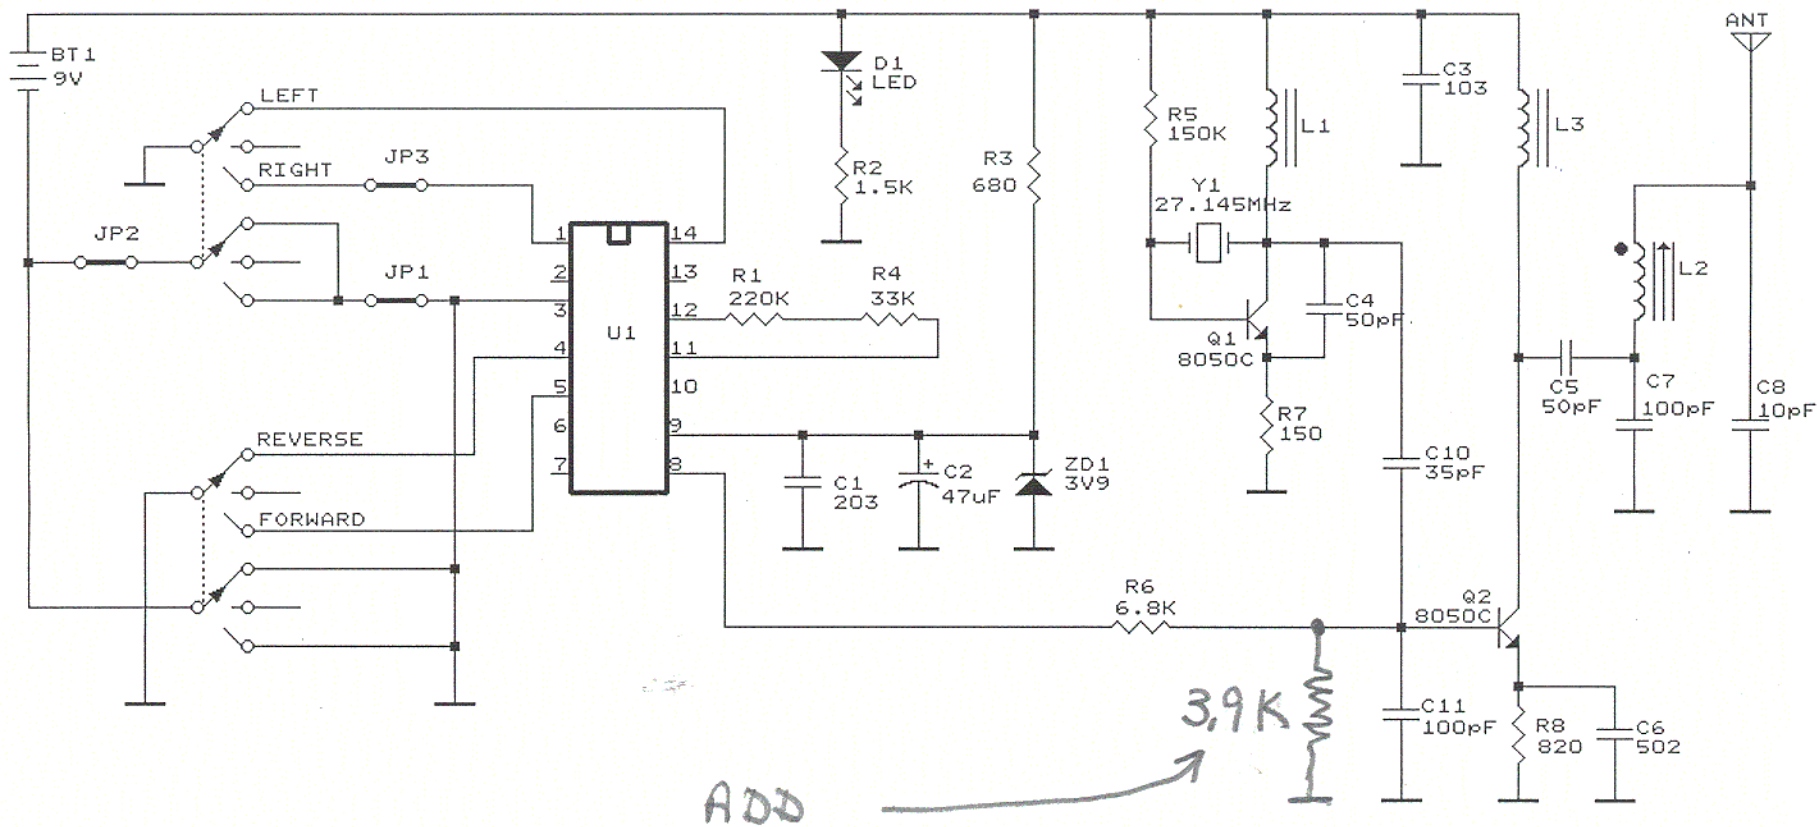 ANT
BT1
9V
D1
LED
C3
103
LEFT
R5
150K
L1
L3
JP3
RIGHT
R2
1.5K
R3
680
Y1
27.145MHz
JP2
1
14
L2
JP1
2
13
R1
220K
R4
33K
3
12
C4
50pF
U1
Q1
8050C
4
11
5
10
C5
50pF
C7
100pF
C8
10pF
6
9
R7
150
REVERSE
7
8
C1
203
C2
47uF
+
ZD1
3V9
C10
35pF
FORWARD
R6
6.8K
Q2
8050C
3.9K
C11
100pF
R8
820
C6
502
ADD